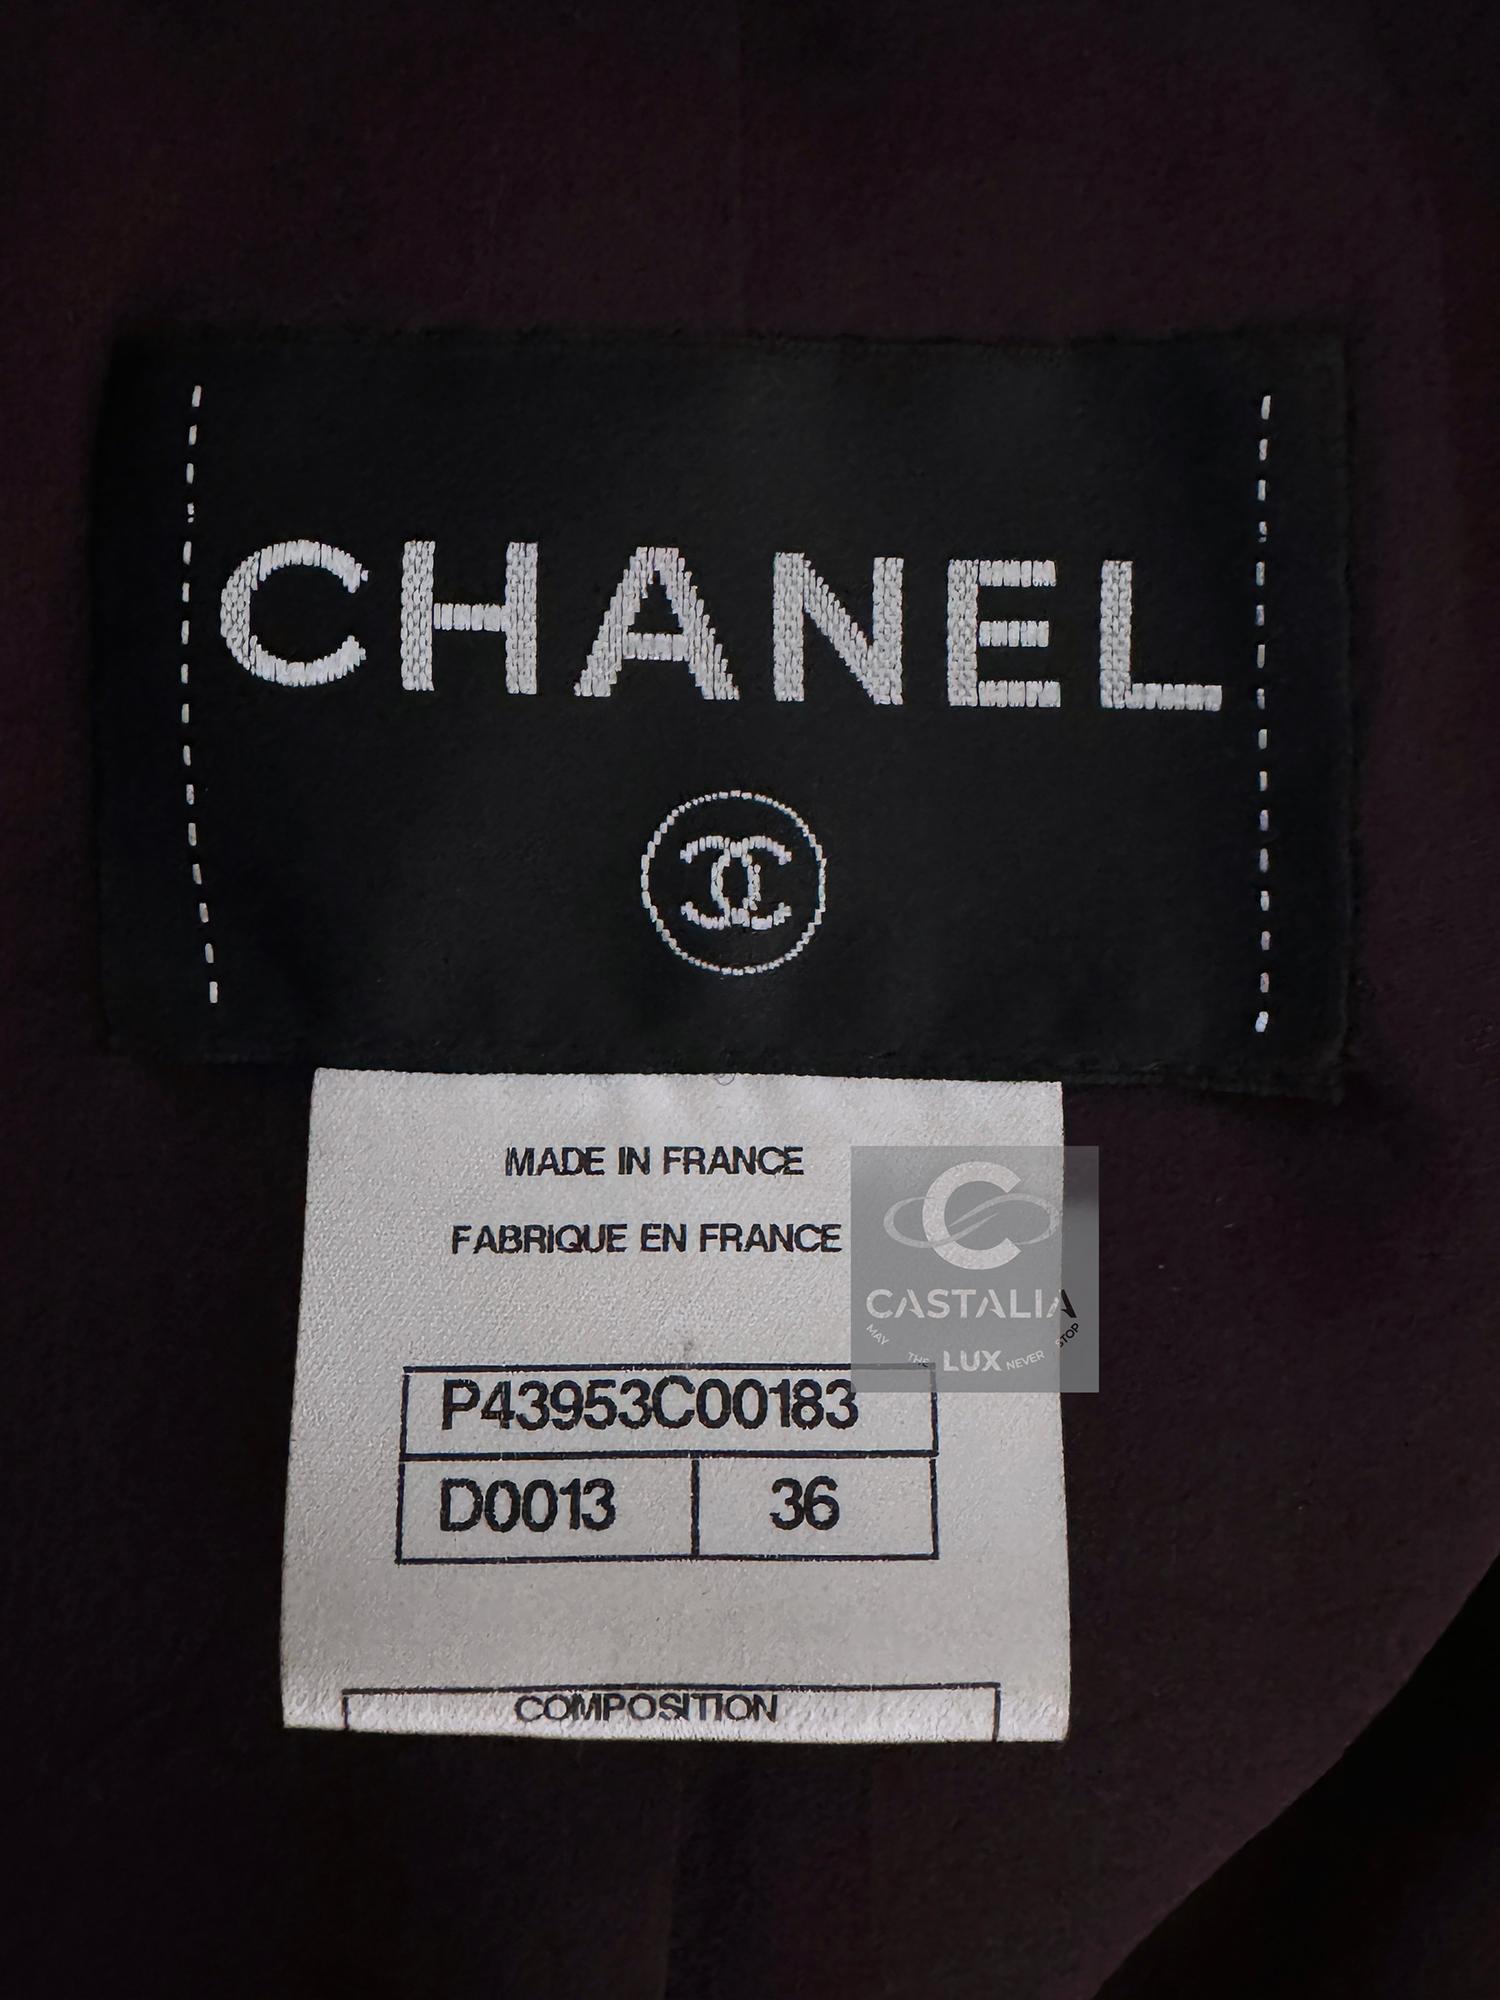 CHANEL
MADE IN FRANCE
FABRIQUE EN FRANCE
C
CASTALIA
MAY THE LUX NEVER STOP
P43953C00183
D0013 36
COMPOSITION